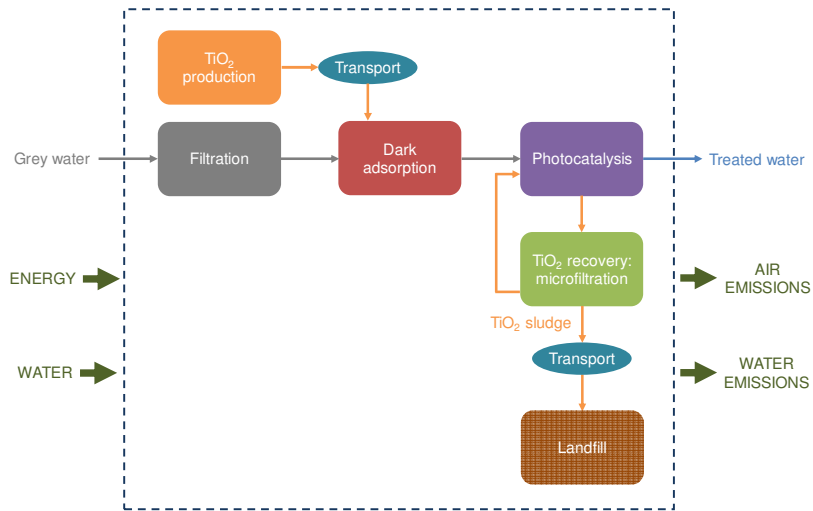 TiO₂
production
Transport
Grey water
Filtration
Dark
adsorption
Photocatalysis
Treated water
ENERGY
TiO₂ recovery:
microfiltration
AIR
EMISSIONS
TiO₂ sludge
WATER
Transport
WATER
EMISSIONS
Landfill